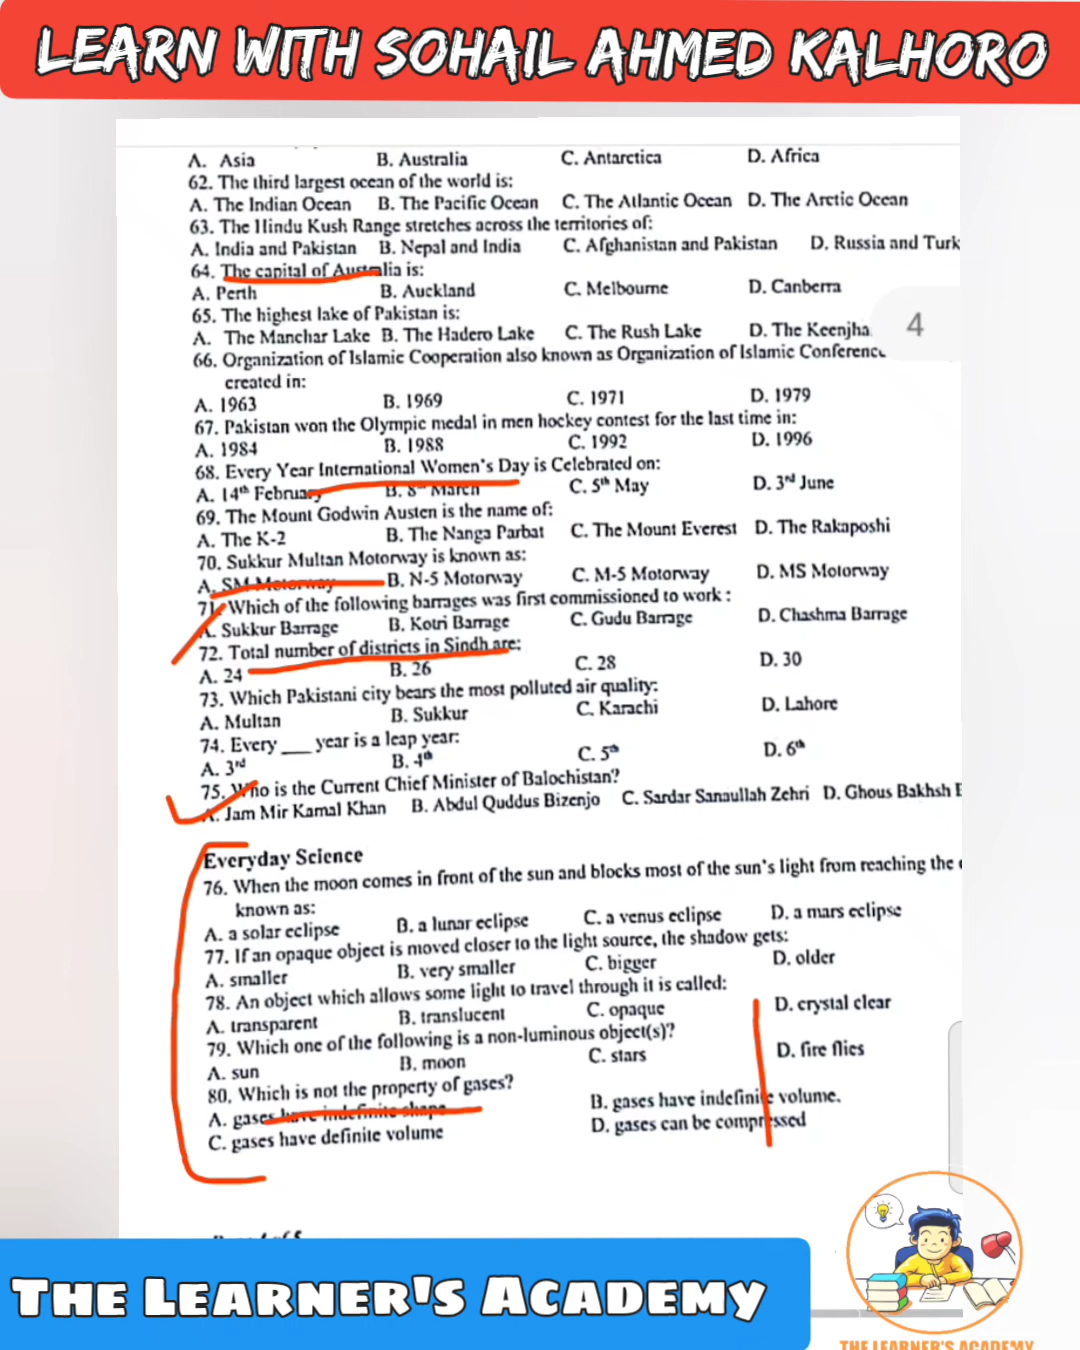 LEARN WITH SOHAIL AHMED KALHORO
A. Asia B. Australia C. Antarctica D. Africa
62. The third largest ocean of the world is:
A. The Indian Ocean B. The Pacific Ocean C. The Atlantic Ocean D. The Arctic Ocean
63. The Hindu Kush Range stretches across the territories of:
A. India and Pakistan B. Nepal and India C. Afghanistan and Pakistan D. Russia and Turk
64. The capital of Australia is:
A. Perth B. Auckland C. Melbourne D. Canberra
65. The highest lake of Pakistan is:
A. The Manchar Lake B. The Hadero Lake C. The Rush Lake D. The Keenjha
4
66. Organization of Islamic Cooperation also known as Organization of Islamic Conference
created in:
A. 1963 B. 1969 C. 1971 D. 1979
67. Pakistan won the Olympic medal in men hockey contest for the last time in:
A. 1984 B. 1988 C. 1992 D. 1996
68. Every Year International Women's Day is Celebrated on:
A. 14th February B. 8th March C. 5th May D. 3rd June
69. The Mount Godwin Austen is the name of:
A. The K-2 B. The Nanga Parbat C. The Mount Everest D. The Rakaposhi
70. Sukkur Multan Motorway is known as:
A. SM Motorway B. N-5 Motorway C. M-5 Motorway D. MS Motorway
71. Which of the following barrages was first commissioned to work :
A. Sukkur Barrage B. Kotri Barrage C. Gudu Barrage D. Chashma Barrage
72. Total number of districts in Sindh are:
A. 24 B. 26 C. 28 D. 30
73. Which Pakistani city bears the most polluted air quality:
A. Multan B. Sukkur C. Karachi D. Lahore
74. Every ___ year is a leap year:
A. 3rd B. 4th C. 5th D. 6th
75. Who is the Current Chief Minister of Balochistan?
A. Jam Mir Kamal Khan B. Abdul Quddus Bizenjo C. Sardar Sanaullah Zehri D. Ghous Bakhsh
Everyday Science
76. When the moon comes in front of the sun and blocks most of the sun's light from reaching the
known as:
A. a solar eclipse B. a lunar eclipse C. a venus eclipse D. a mars eclipse
77. If an opaque object is moved closer to the light source, the shadow gets:
A. smaller B. very smaller C. bigger D. older
78. An object which allows some light to travel through it is called:
A. transparent B. translucent C. opaque D. crystal clear
79. Which one of the following is a non-luminous object(s)?
A. sun B. moon C. stars D. fire flies
80. Which is not the property of gases?
A. gases have indefinite shape B. gases have indefinite volume.
C. gases have definite volume D. gases can be compressed
THE LEARNER'S ACADEMY
THE LEARNER'S ACADEMY